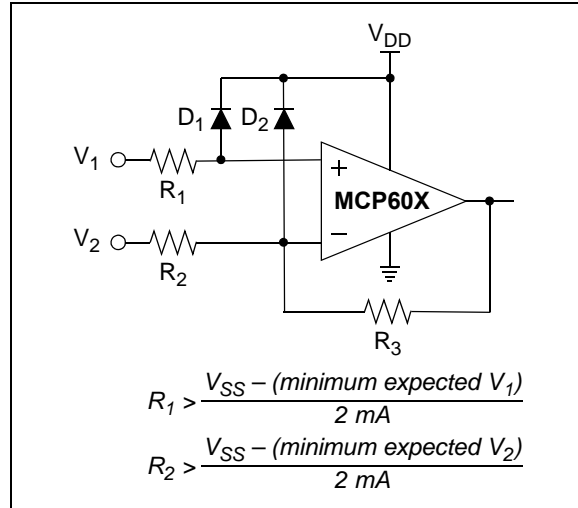 V_DD
D_1 D_2
V_1
R_1
+
MCP60X
V_2
–
R_2
R_3
R_1 > V_SS – (minimum expected V_1) / 2 mA
R_2 > V_SS – (minimum expected V_2) / 2 mA